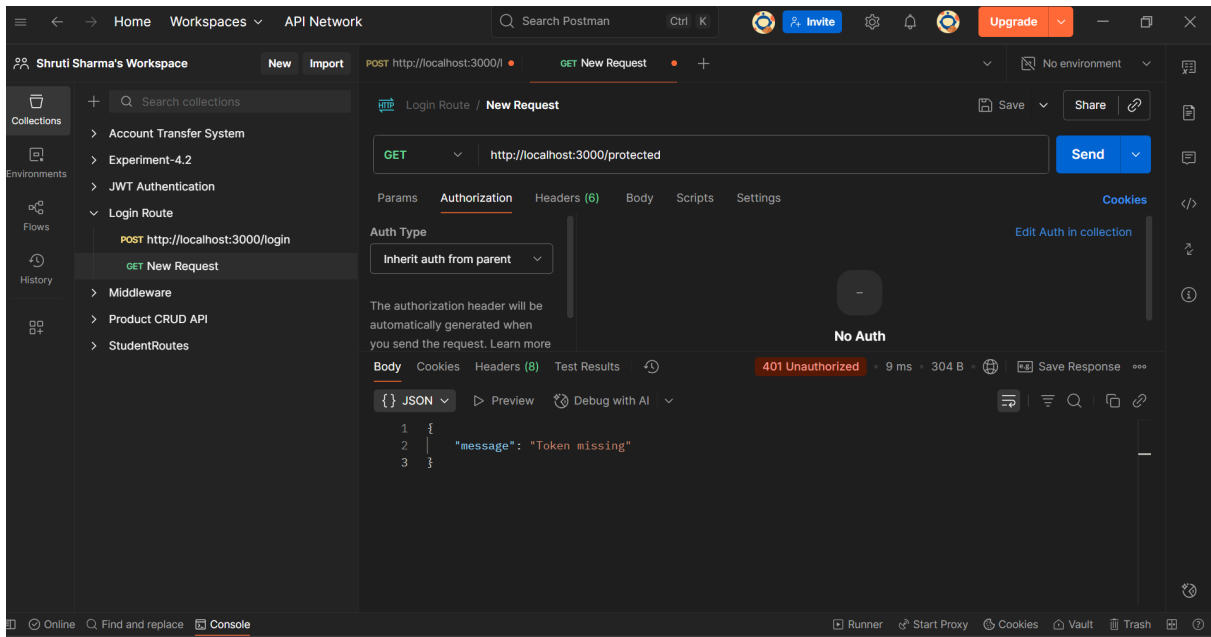 Home Workspaces API Network Search Postman Ctrl K Invite Upgrade
Shruti Sharma's Workspace New Import POST http://localhost:3000/l GET New Request No environment
Collections
Environments
Flows
History
Search collections
Account Transfer System
Experiment-4.2
JWT Authentication
Login Route
POST http://localhost:3000/login
GET New Request
Middleware
Product CRUD API
StudentRoutes
HTTP Login Route / New Request Save Share
GET http://localhost:3000/protected Send
Params Authorization Headers (6) Body Scripts Settings Cookies
Auth Type
Inherit auth from parent
The authorization header will be
automatically generated when
you send the request. Learn more
Edit Auth in collection
No Auth
Body Cookies Headers (8) Test Results 401 Unauthorized 9 ms 304 B e.g. Save Response
{} JSON Preview Debug with AI
1 {
2 "message": "Token missing"
3 }
Online Find and replace Console Runner Start Proxy Cookies Vault Trash